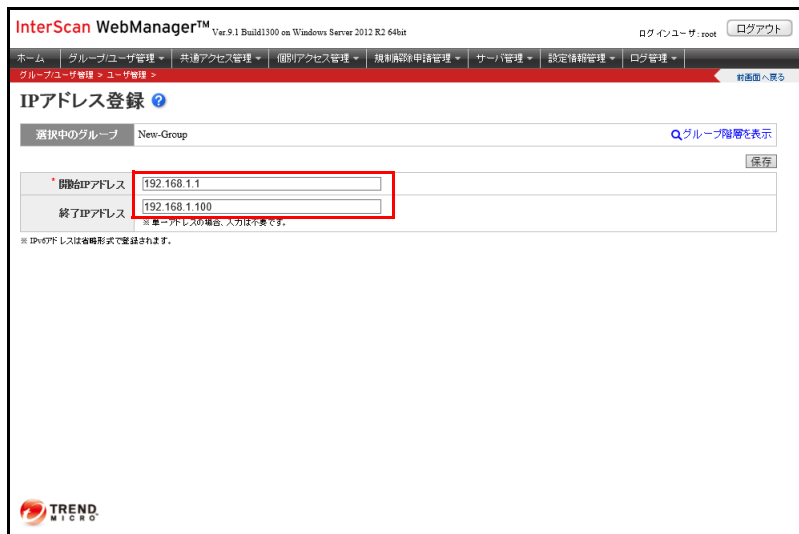 InterScan WebManager™ Ver.9.1 Build1300 on Windows Server 2012 R2 64bit
ログインユーザ:root ログアウト
ホーム グループ/ユーザ管理 共通アクセス管理 個別アクセス管理 規制解除申請管理 サーバ管理 設定情報管理 ログ管理
グループ/ユーザ管理 > ユーザ管理 > 前画面へ戻る
IPアドレス登録 ?
選択中のグループ New-Group グループ階層を表示
保存
* 開始IPアドレス 192.168.1.1
終了IPアドレス 192.168.1.100
※ 単一アドレスの場合、入力は不要です。
※ IPv6アドレスは省略形式で登録されます。
TREND
MICRO